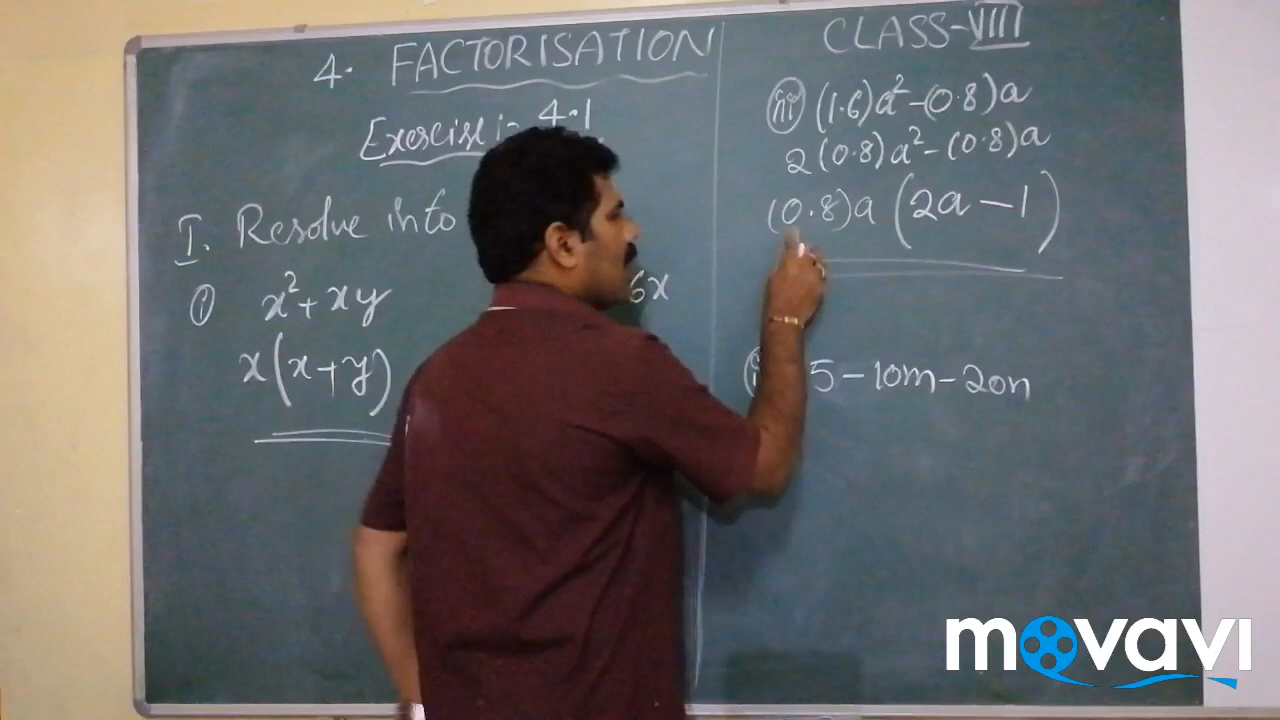 4. FACTORISATION
Exercise:- 4.1
I. Resolve into
(i) x² + xy
x(x+y)
6x
CLASS-VIII
(iii) (1.6)a² - (0.8)a
2(0.8)a² - (0.8)a
(0.8)a (2a - 1)
5 - 10m - 20n
movavi